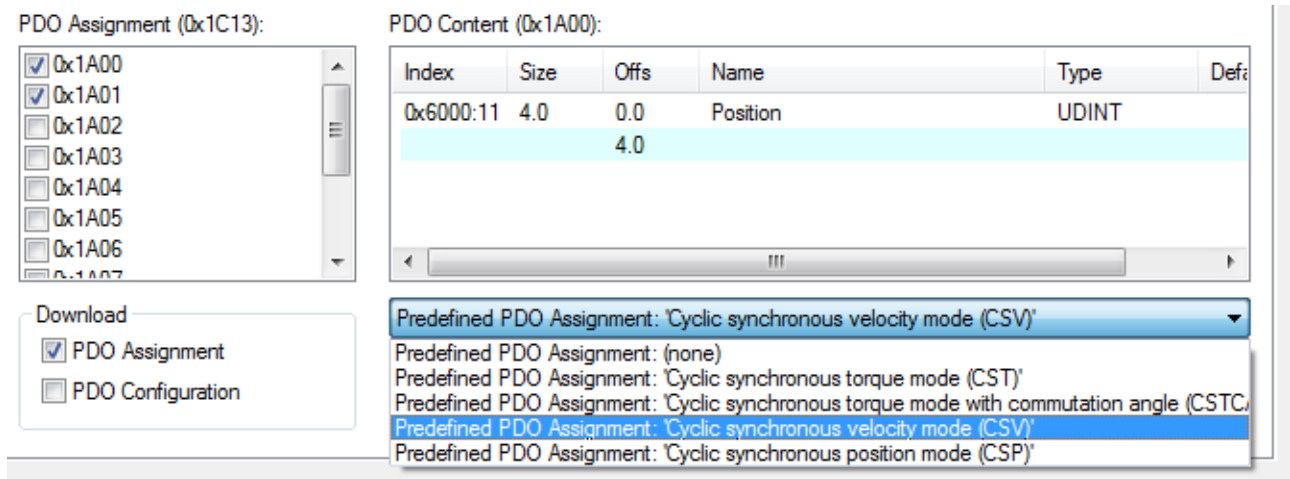 PDO Assignment (0x1C13):
0x1A00
0x1A01
0x1A02
0x1A03
0x1A04
0x1A05
0x1A06
PDO Content (0x1A00):
Index Size Offs Name Type
0x6000:11 4.0 0.0 Position UDINT
4.0
Download
PDO Assignment
PDO Configuration
Predefined PDO Assignment: 'Cyclic synchronous velocity mode (CSV)'
Predefined PDO Assignment: (none)
Predefined PDO Assignment: 'Cyclic synchronous torque mode (CST)'
Predefined PDO Assignment: 'Cyclic synchronous torque mode with commutation angle (CSTC
Predefined PDO Assignment: 'Cyclic synchronous velocity mode (CSV)'
Predefined PDO Assignment: 'Cyclic synchronous position mode (CSP)'